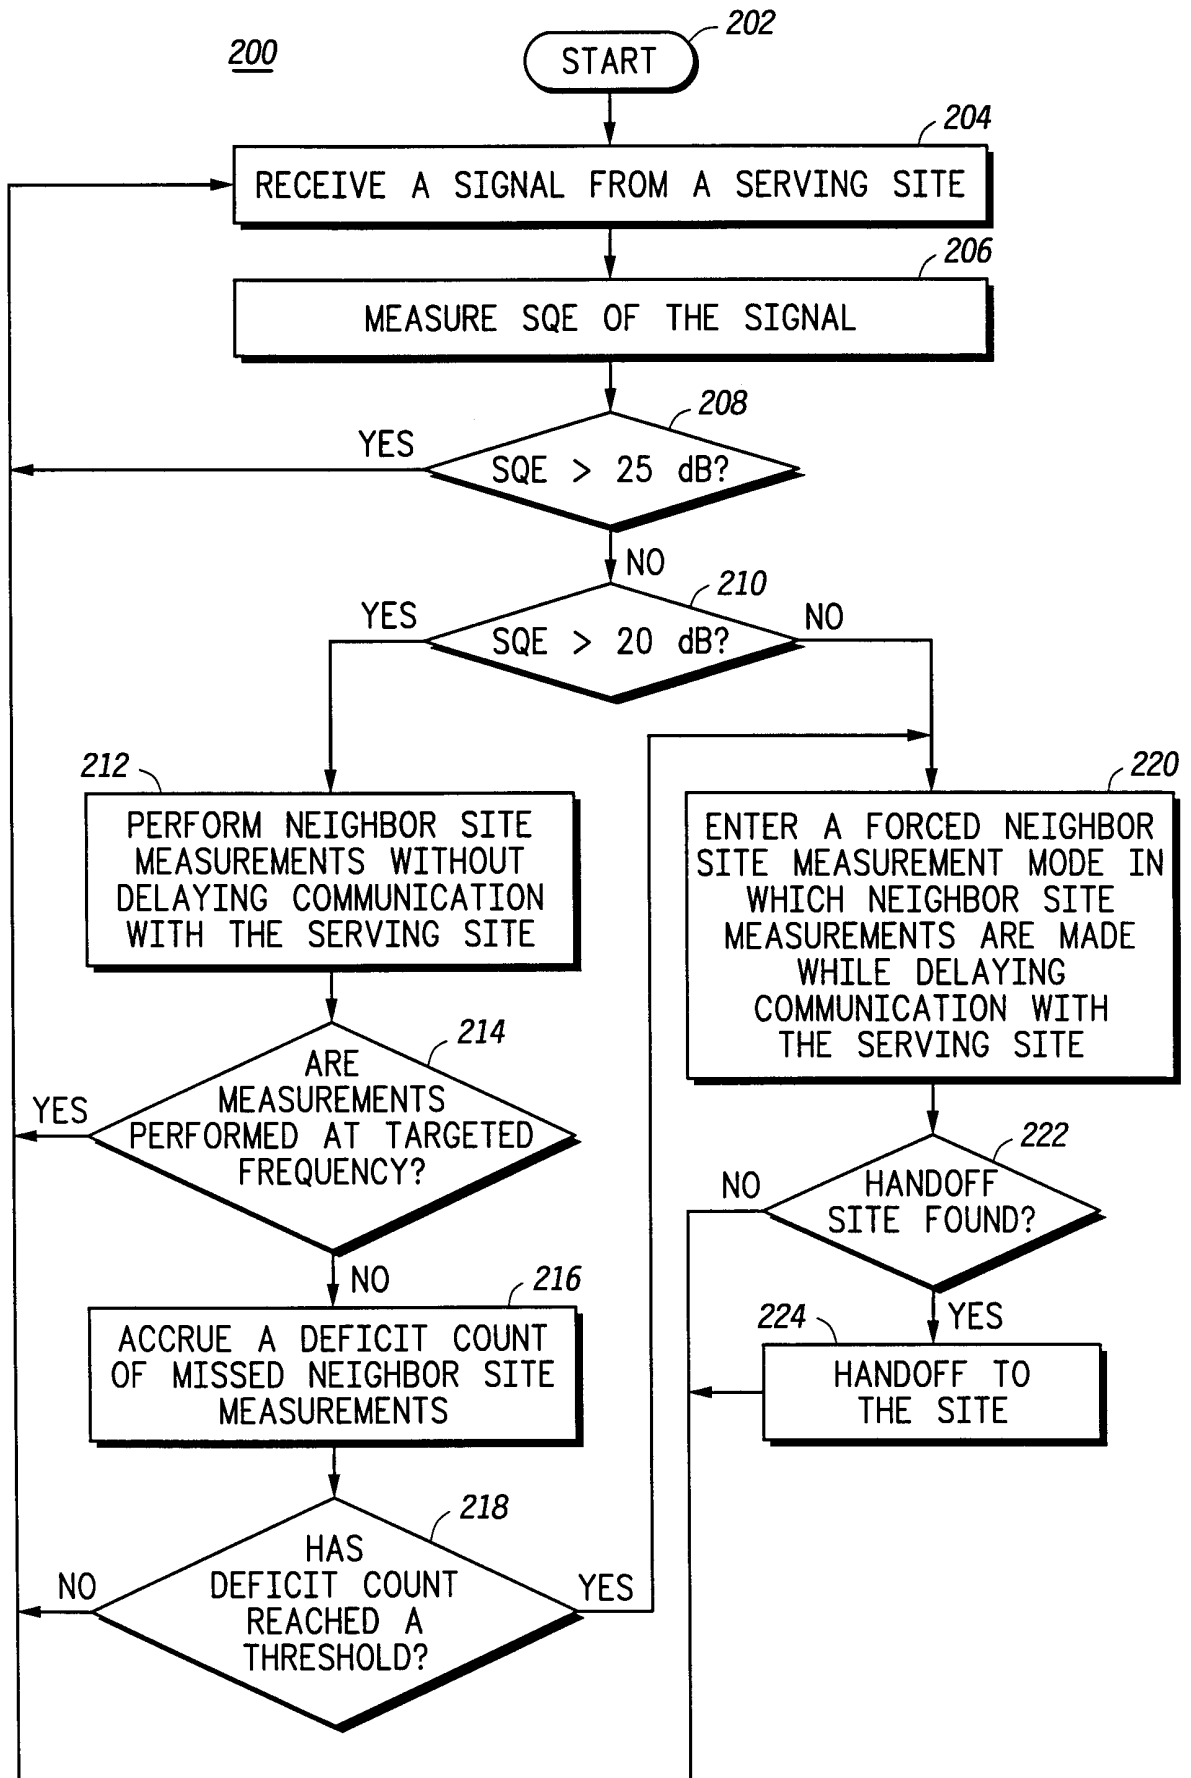 200
202
START
204
RECEIVE A SIGNAL FROM A SERVING SITE
206
MEASURE SQE OF THE SIGNAL
208
YES
SQE > 25 dB?
NO
210
YES
SQE > 20 dB?
NO
212
PERFORM NEIGHBOR SITE
MEASUREMENTS WITHOUT
DELAYING COMMUNICATION
WITH THE SERVING SITE
220
ENTER A FORCED NEIGHBOR
SITE MEASUREMENT MODE IN
WHICH NEIGHBOR SITE
MEASUREMENTS ARE MADE
WHILE DELAYING
COMMUNICATION WITH
THE SERVING SITE
214
YES
ARE
MEASUREMENTS
PERFORMED AT TARGETED
FREQUENCY?
NO
222
NO
HANDOFF
SITE FOUND?
YES
216
ACCRUE A DEFICIT COUNT
OF MISSED NEIGHBOR SITE
MEASUREMENTS
224
HANDOFF TO
THE SITE
218
NO
HAS
DEFICIT COUNT
REACHED A
THRESHOLD?
YES